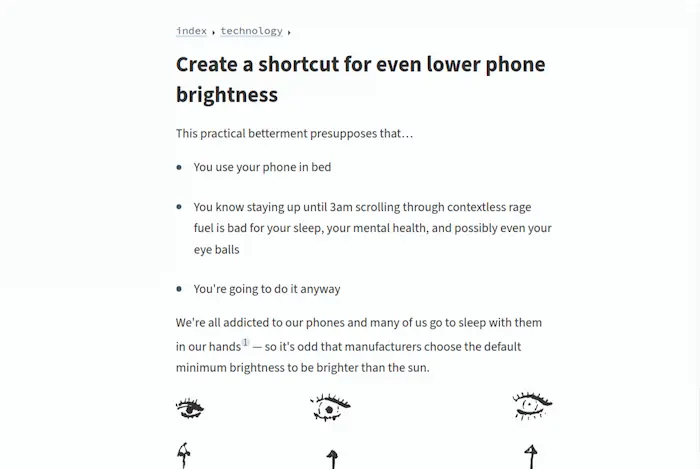 index ▸ technology ▸
Create a shortcut for even lower phone
brightness
This practical betterment presupposes that…
• You use your phone in bed
• You know staying up until 3am scrolling through contextless rage
fuel is bad for your sleep, your mental health, and possibly even your
eye balls
• You're going to do it anyway
We're all addicted to our phones and many of us go to sleep with them
in our hands1 — so it's odd that manufacturers choose the default
minimum brightness to be brighter than the sun.